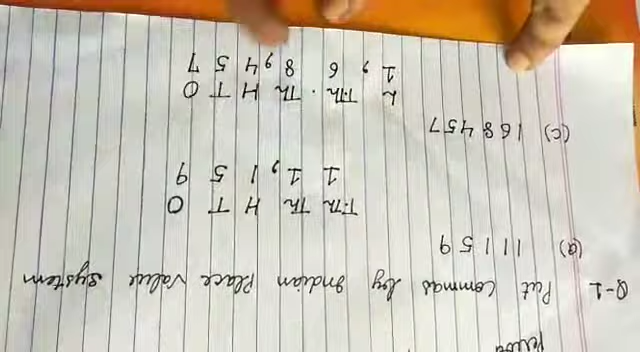 Period
Q-1 Put Commas by Indian Place Value System
(a) 11159
T.Th Th H T O
1 1, 1 5 9
(c) 168457
L T.Th. Th H T O
1, 6 8, 4 5 7